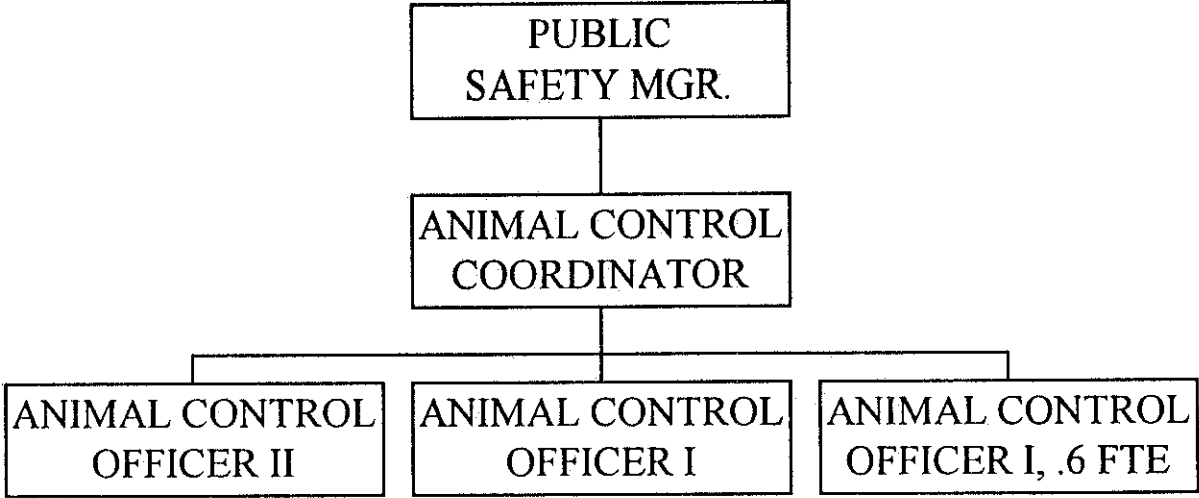 PUBLIC
SAFETY MGR.
ANIMAL CONTROL
COORDINATOR
ANIMAL CONTROL
OFFICER II
ANIMAL CONTROL
OFFICER I
ANIMAL CONTROL
OFFICER I, .6 FTE